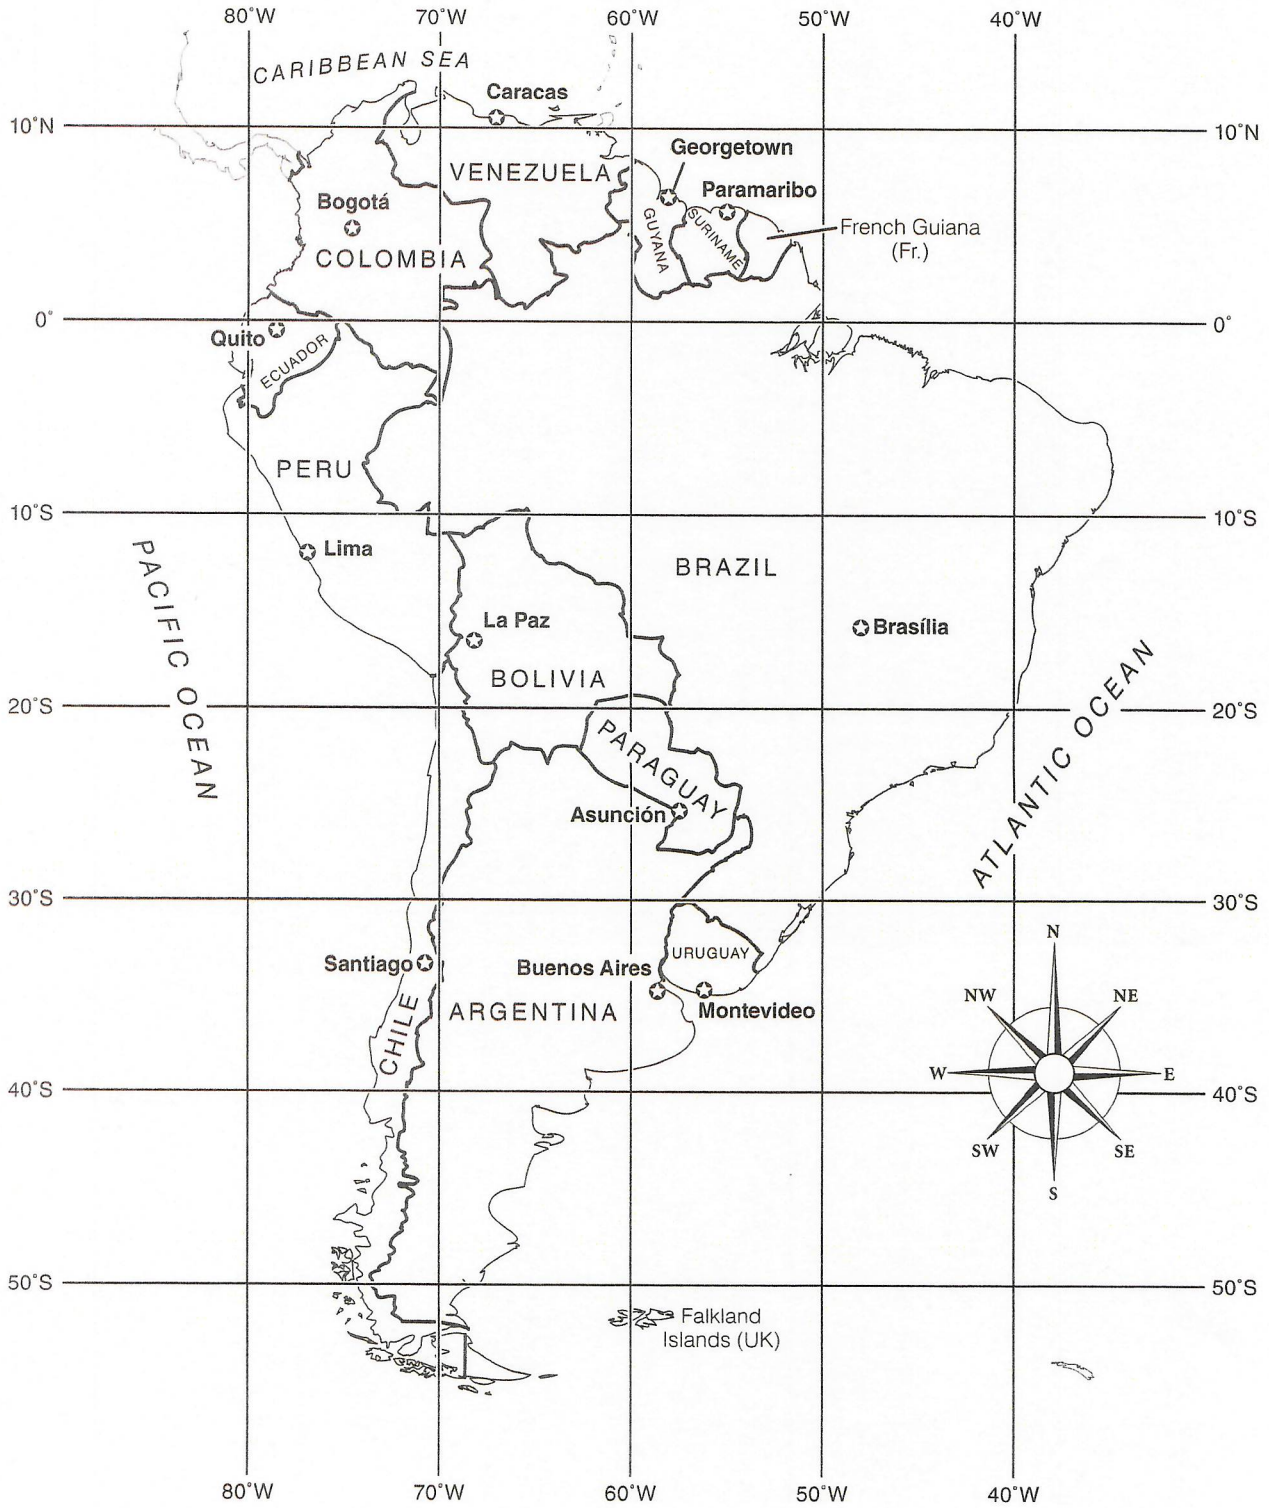 80°W 70°W 60°W 50°W 40°W
CARIBBEAN SEA
Caracas
10°N 10°N
Georgetown
VENEZUELA
Paramaribo
Bogotá
GUYANA
SURINAME
French Guiana
(Fr.)
COLOMBIA
0° 0°
Quito
ECUADOR
PERU
10°S 10°S
Lima
BRAZIL
PACIFIC OCEAN
La Paz
Brasília
BOLIVIA
20°S 20°S
PARAGUAY
ATLANTIC OCEAN
Asunción
30°S 30°S
N
URUGUAY
Santiago
Buenos Aires
NW NE
Montevideo
ARGENTINA
CHILE
W E
40°S 40°S
SW SE
S
50°S 50°S
Falkland
Islands (UK)
80°W 70°W 60°W 50°W 40°W